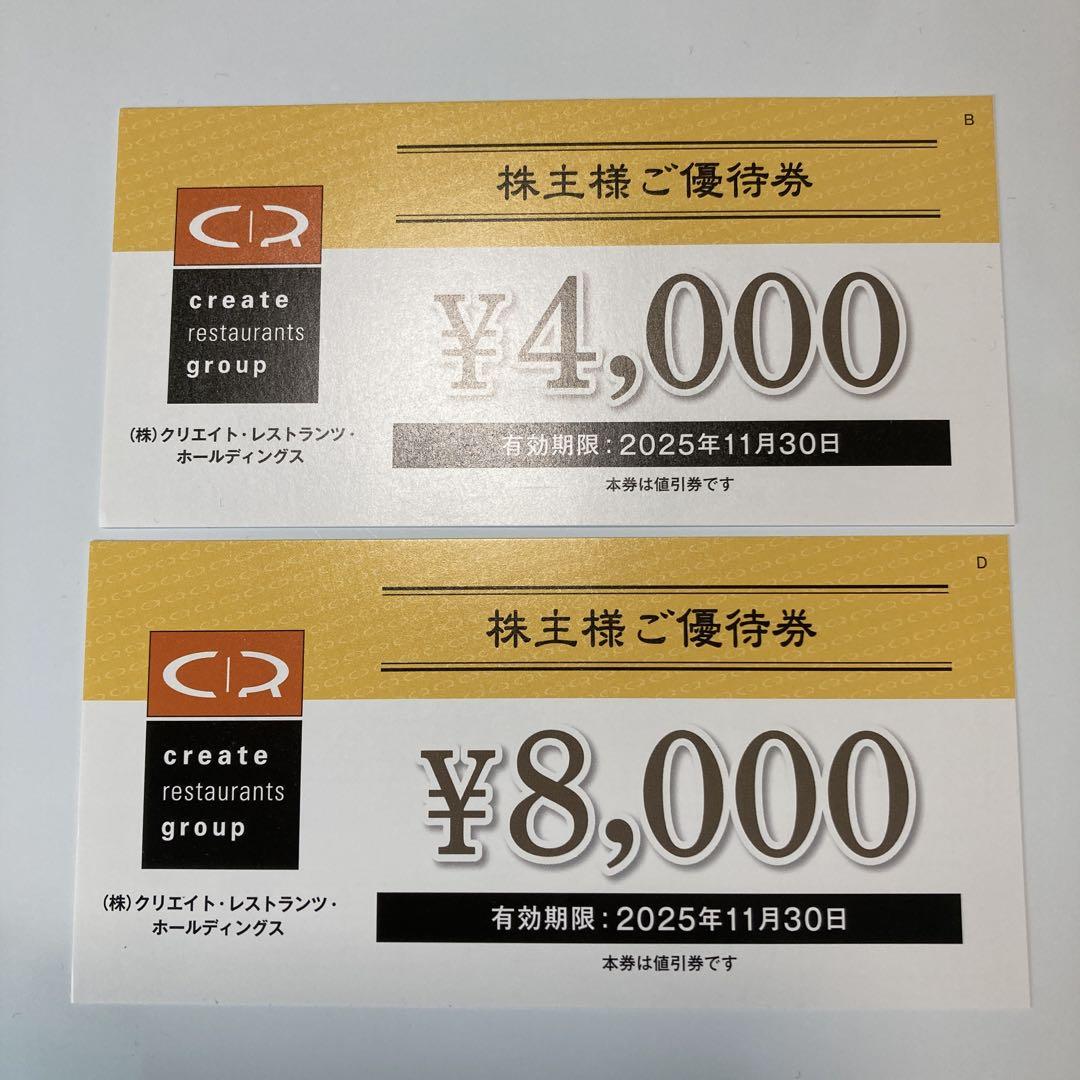 B
株主様ご優待券
CR
create
restaurants
group
¥4,000
(株)クリエイト・レストランツ・
ホールディングス
有効期限：2025年11月30日
本券は値引券です
D
株主様ご優待券
CR
create
restaurants
group
¥8,000
(株)クリエイト・レストランツ・
ホールディングス
有効期限：2025年11月30日
本券は値引券です